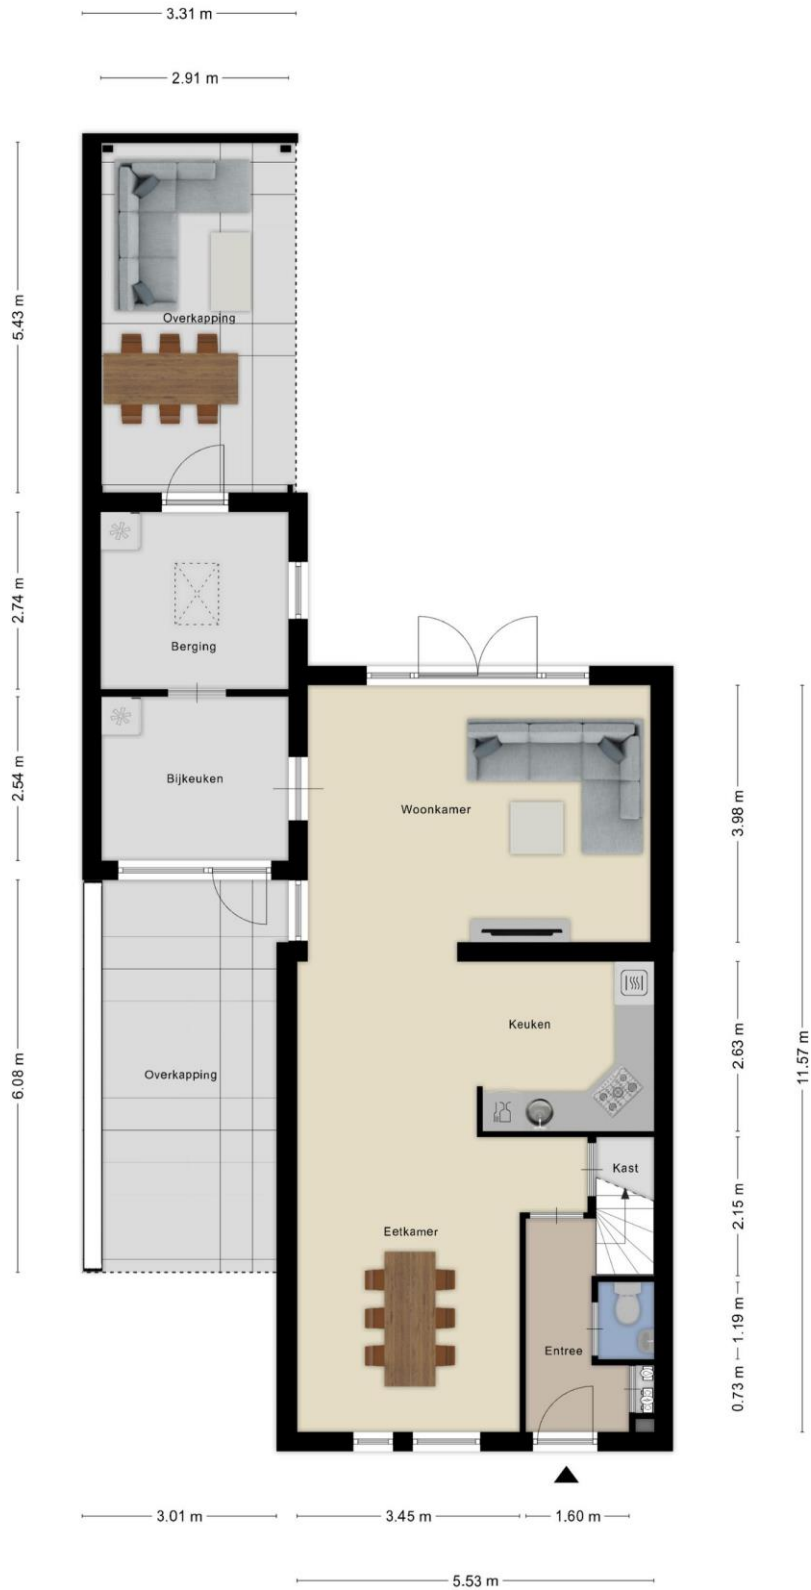 3.31 m
2.91 m
5.43 m
Overkapping
2.74 m
Berging
2.54 m
Bijkeuken
Woonkamer
3.98 m
Keuken
2.63 m
11.57 m
6.08 m
Overkapping
Kast
2.15 m
Eetkamer
1.19 m
Entree
0.73 m
3.01 m
3.45 m
1.60 m
5.53 m